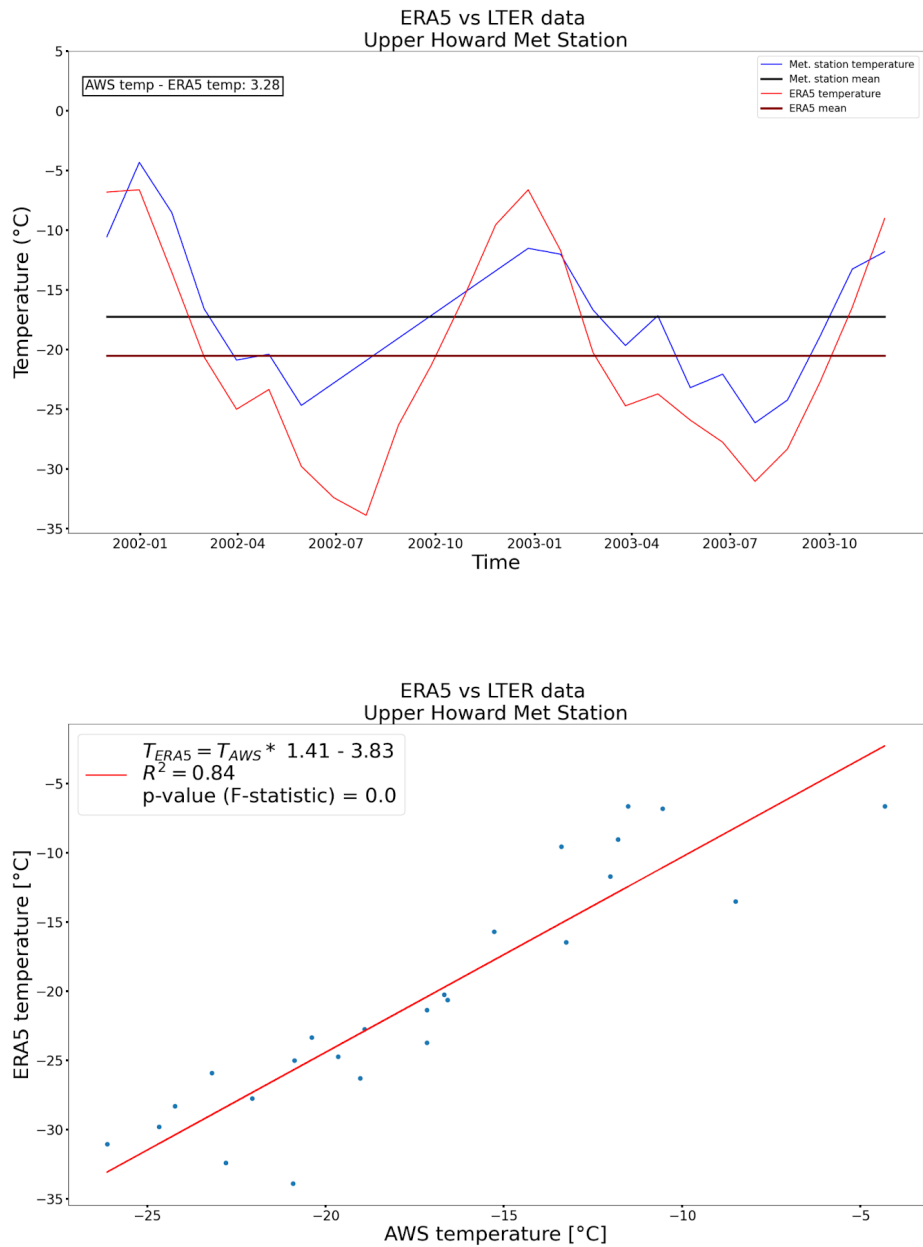 ERA5 vs LTER data
Upper Howard Met Station
AWS temp - ERA5 temp: 3.28
Met. station temperature
Met. station mean
ERA5 temperature
ERA5 mean
Temperature (°C)
5
0
−5
−10
−15
−20
−25
−30
−35
2002-01 2002-04 2002-07 2002-10 2003-01 2003-04 2003-07 2003-10
Time
ERA5 vs LTER data
Upper Howard Met Station
T_ERA5 = T_AWS * 1.41 - 3.83
R² = 0.84
p-value (F-statistic) = 0.0
ERA5 temperature [°C]
−5
−10
−15
−20
−25
−30
−35
−25 −20 −15 −10 −5
AWS temperature [°C]